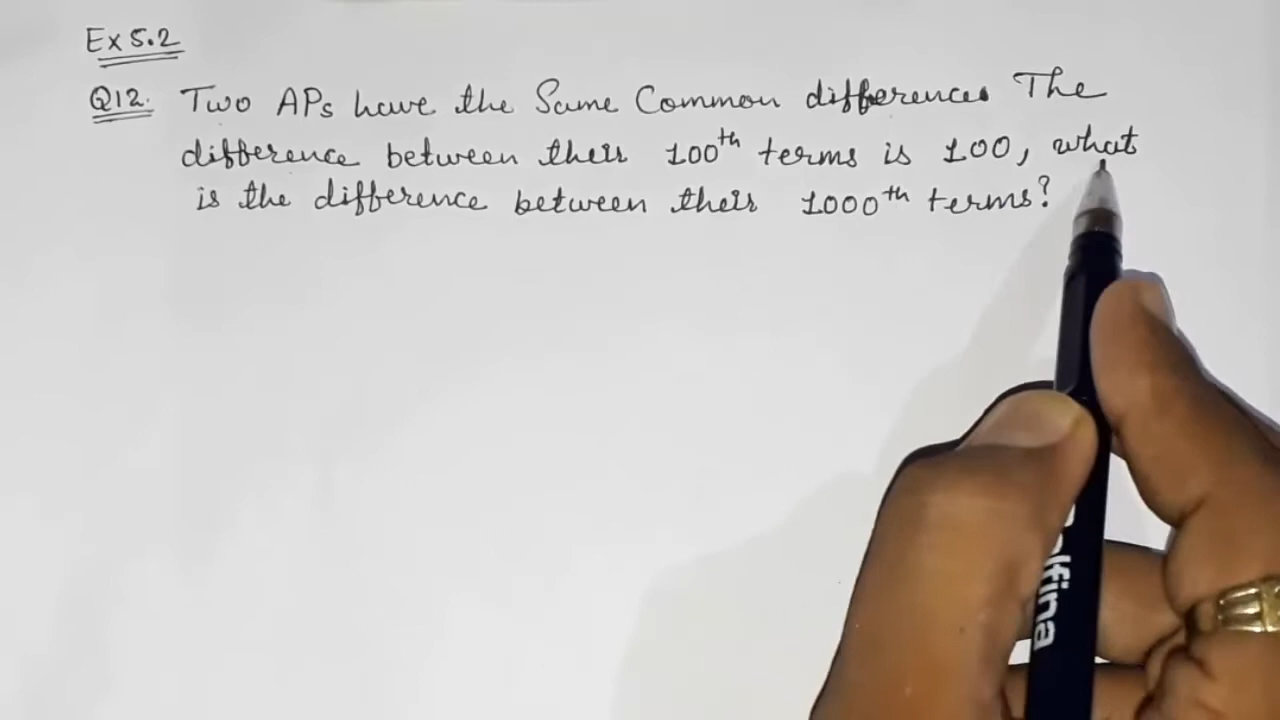 Ex 5.2
Q12. Two APs have the Same Common difference. The
difference between their 100th terms is 100, what
is the difference between their 1000th terms?